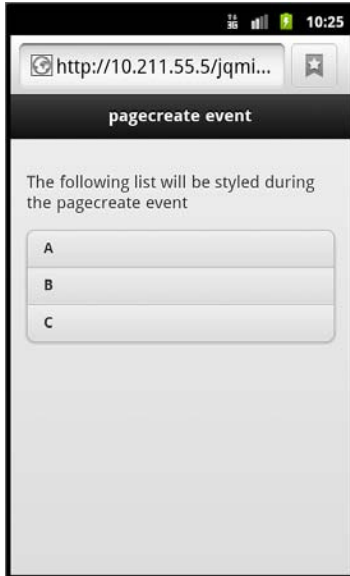 3G 10:25
http://10.211.55.5/jqmi...
pagecreate event
The following list will be styled during
the pagecreate event
A
B
C